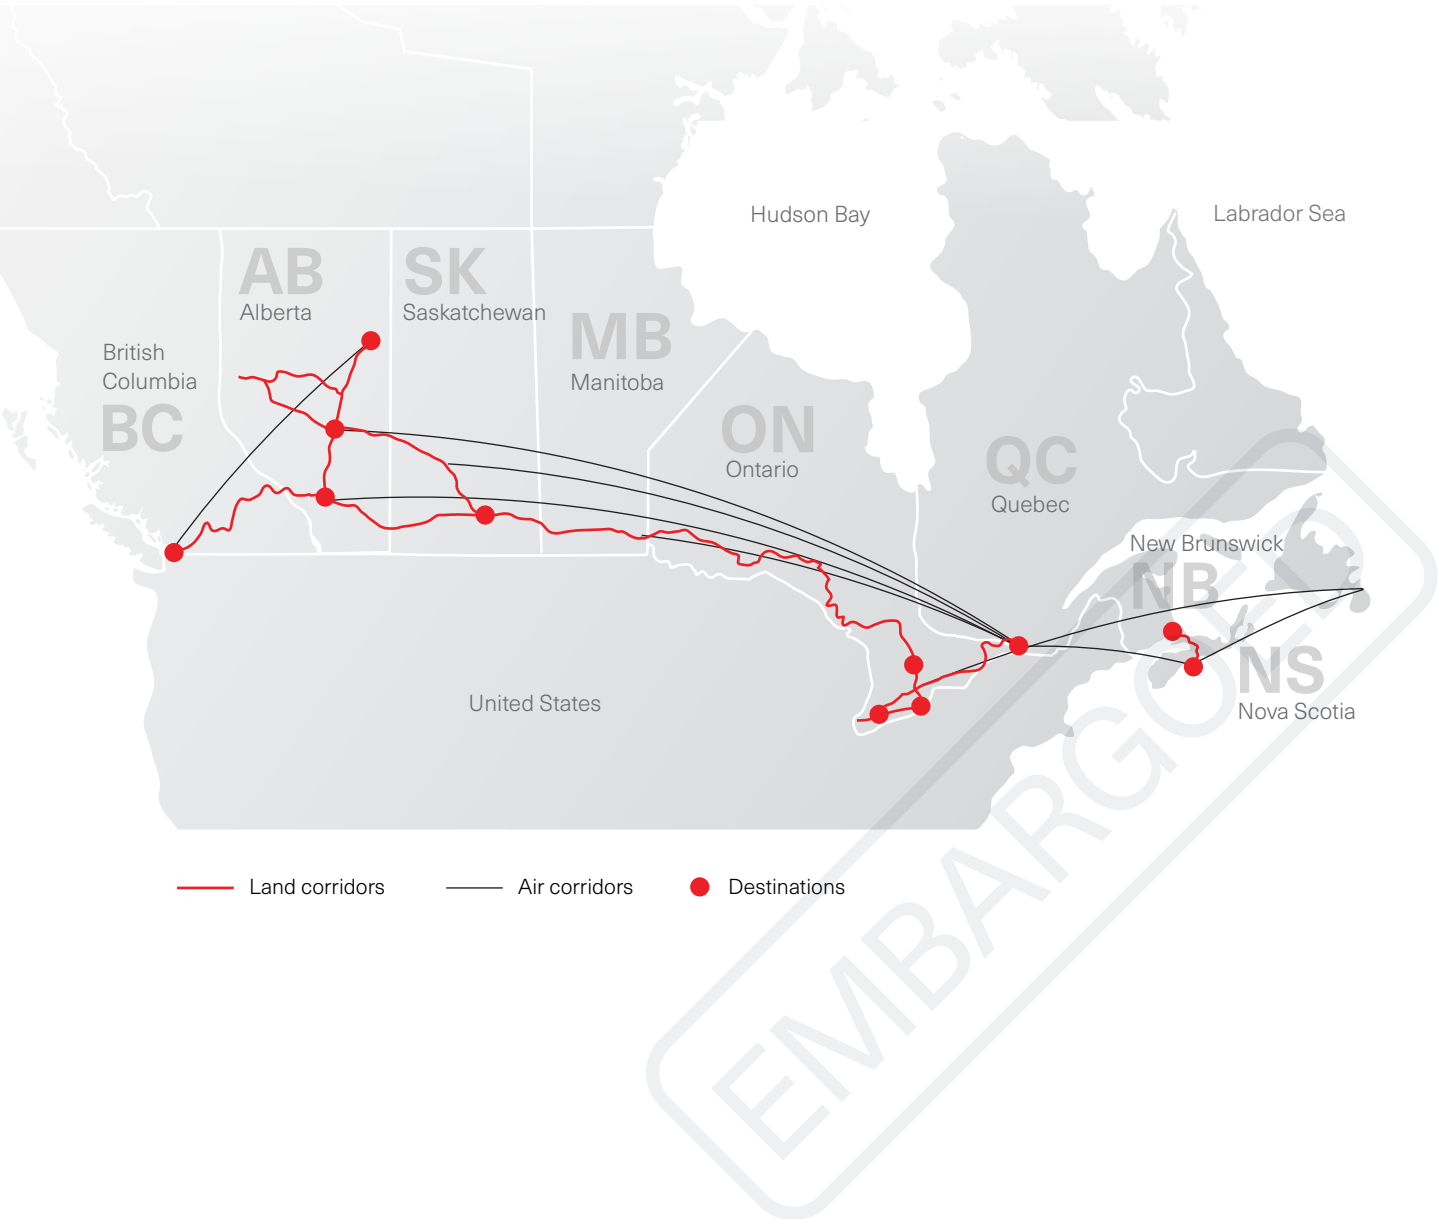 Hudson Bay
Labrador Sea
AB
Alberta
SK
Saskatchewan
MB
Manitoba
British
Columbia
BC
ON
Ontario
QC
Quebec
New Brunswick
NB
NS
Nova Scotia
United States
Land corridors
Air corridors
Destinations
EMBARGOED